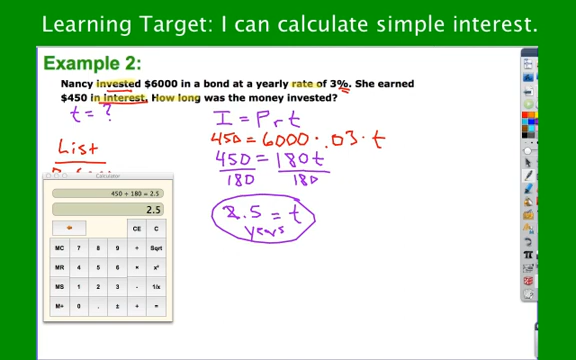 Learning Target: I can calculate simple interest.
Example 2:
Nancy invested $6000 in a bond at a yearly rate of 3%. She earned
$450 in interest. How long was the money invested?
t = ?
I = Prt
450 = 6000 · .03 · t
List
450 = 180t
180 180
2.5 = t
years
Calculator
450 ÷ 180 = 2.5
2.5
CE C
MC 7 8 9 ÷ Sqrt
MR 4 5 6 × x²
MS 1 2 3 - 1/x
M+ 0 . ± + =